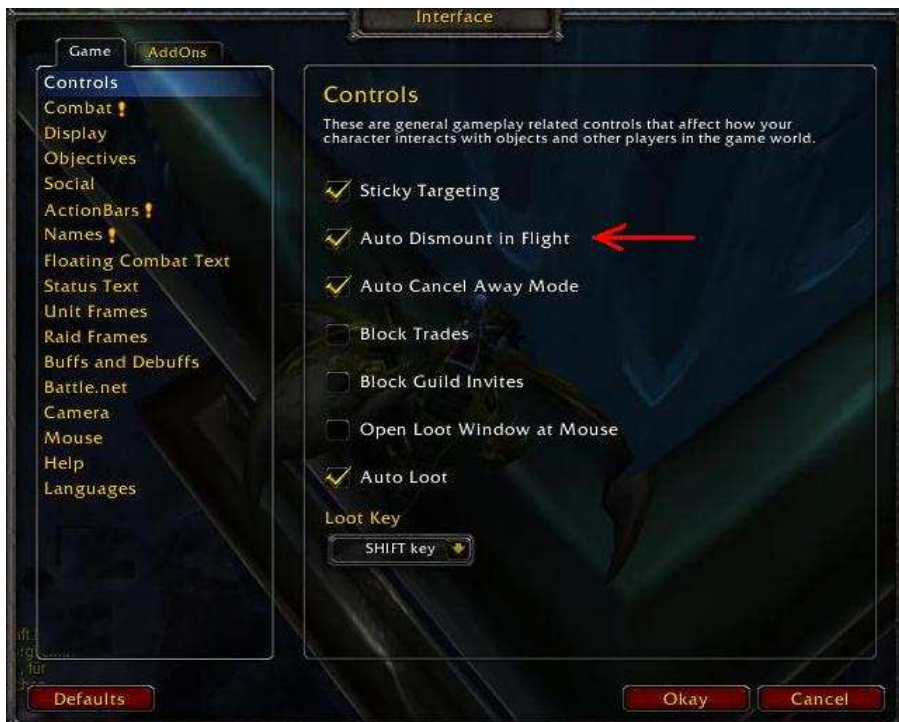 Interface
Game
AddOns
Controls
Combat !
Display
Objectives
Social
ActionBars !
Names !
Floating Combat Text
Status Text
Unit Frames
Raid Frames
Buffs and Debuffs
Battle.net
Camera
Mouse
Help
Languages
Controls
These are general gameplay related controls that affect how your
character interacts with objects and other players in the game world.
Sticky Targeting
Auto Dismount in Flight
Auto Cancel Away Mode
Block Trades
Block Guild Invites
Open Loot Window at Mouse
Auto Loot
Loot Key
SHIFT key
Defaults
Okay
Cancel